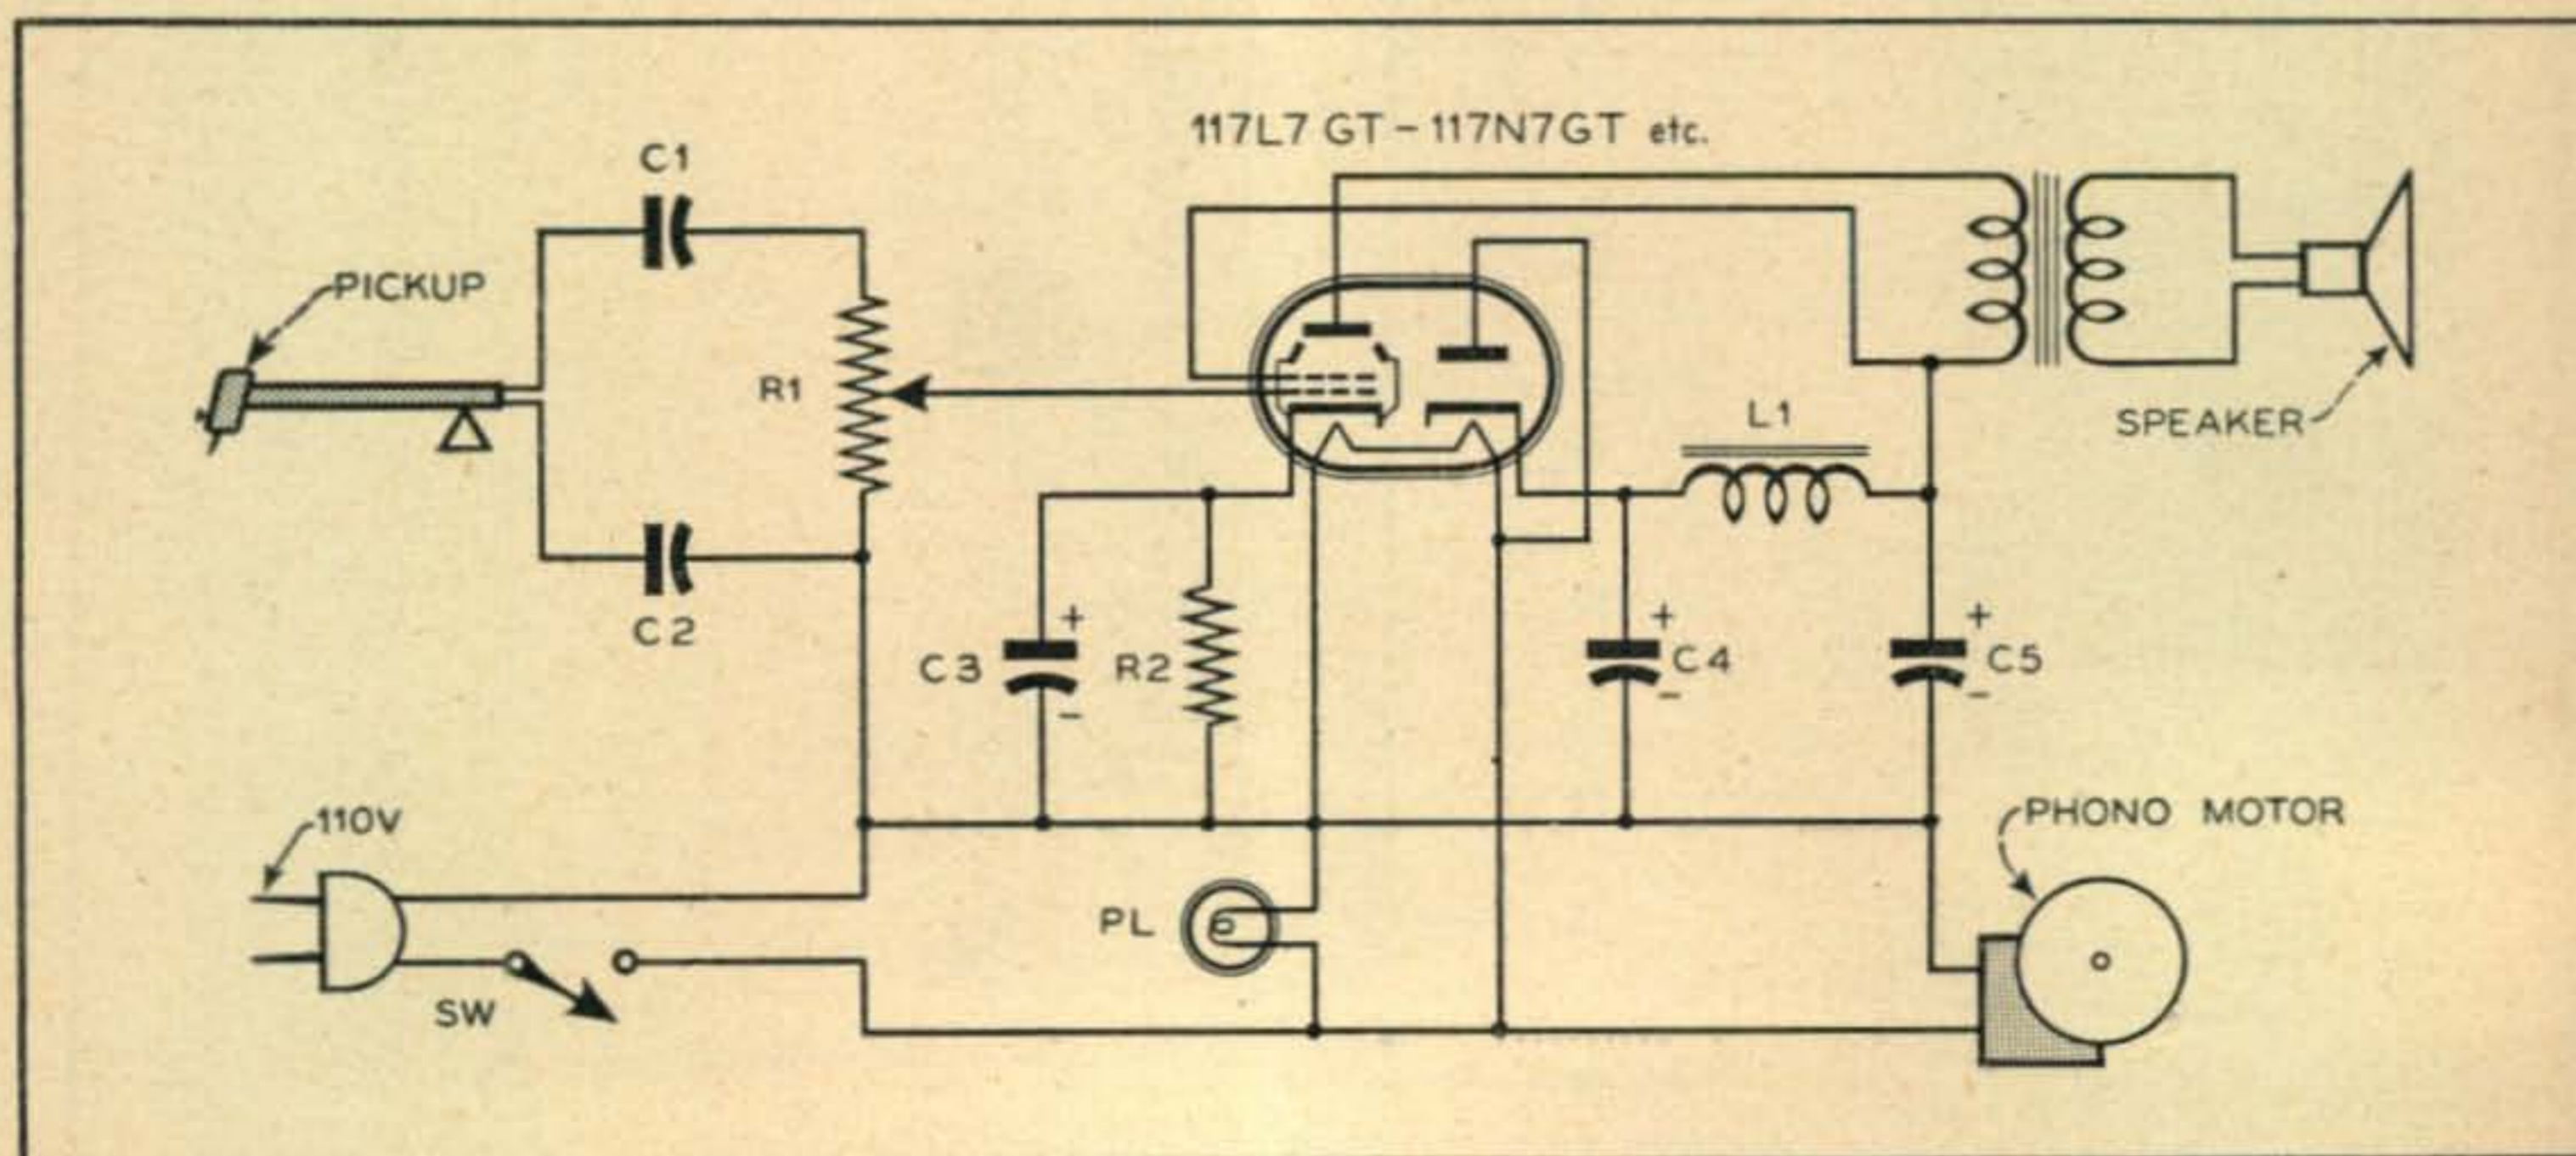 117L7 GT - 117N7GT etc.
C1
PICKUP
R1
L1
SPEAKER
C2
+
C3
-
R2
+
C4
-
+
C5
-
110V
PHONO MOTOR
PL
SW